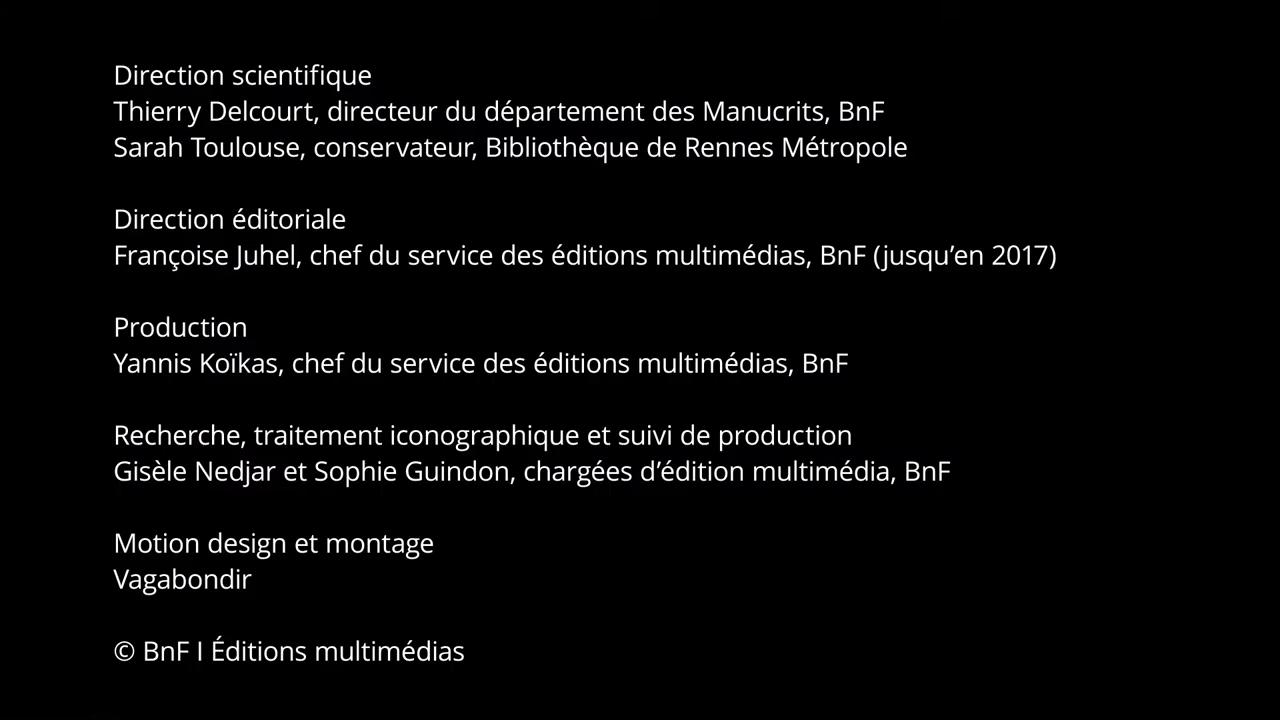 Direction scientifique
Thierry Delcourt, directeur du département des Manucrits, BnF
Sarah Toulouse, conservateur, Bibliothèque de Rennes Métropole
Direction éditoriale
Françoise Juhel, chef du service des éditions multimédias, BnF (jusqu’en 2017)
Production
Yannis Koïkas, chef du service des éditions multimédias, BnF
Recherche, traitement iconographique et suivi de production
Gisèle Nedjar et Sophie Guindon, chargées d’édition multimédia, BnF
Motion design et montage
Vagabondir
© BnF I Éditions multimédias